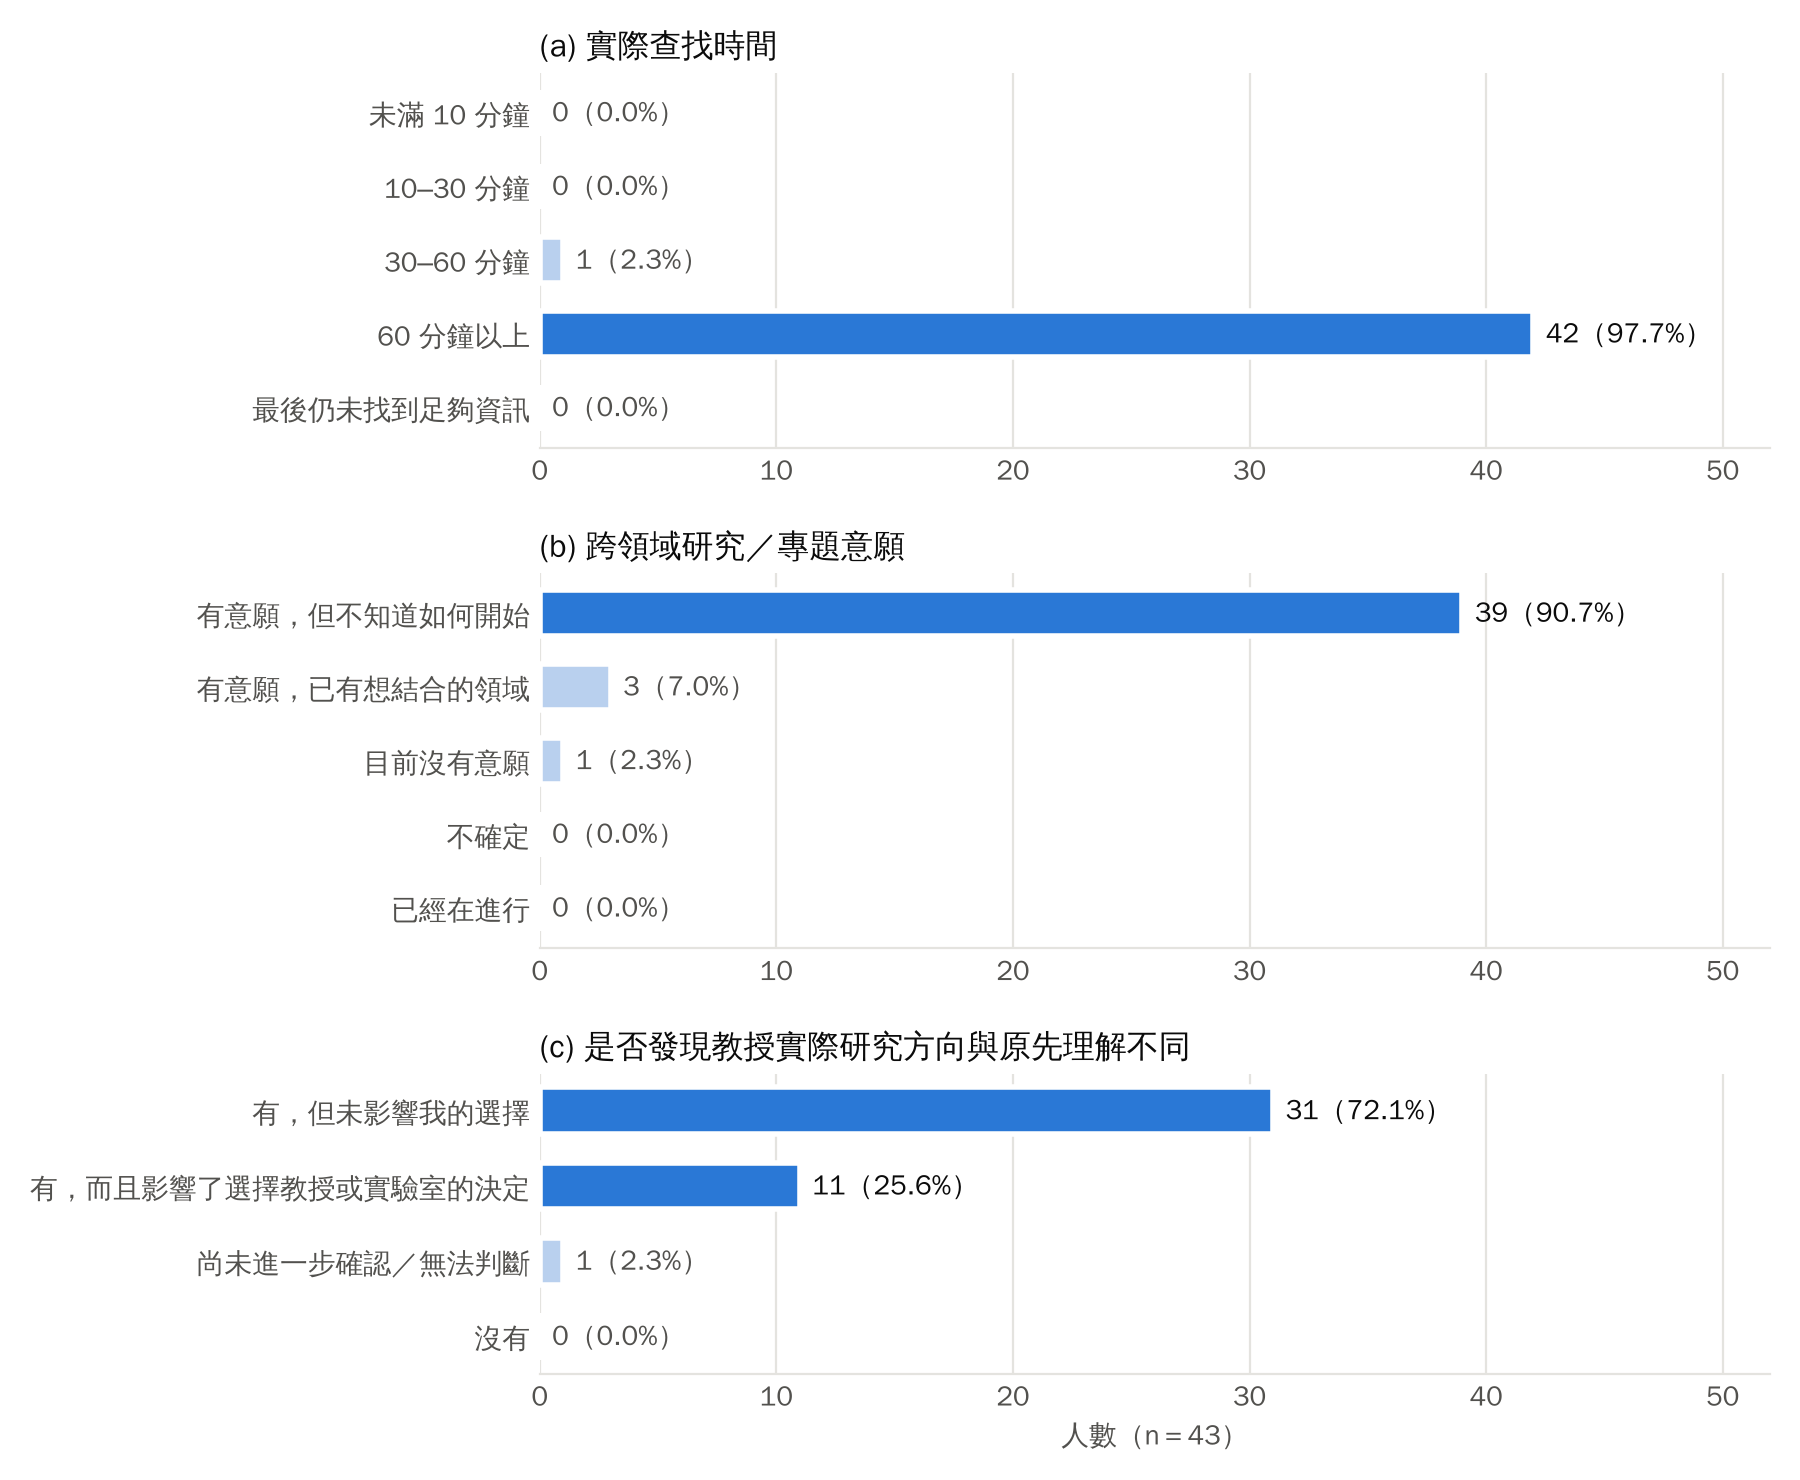 (a) 實際查找時間
未滿 10 分鐘 0（0.0%）
10–30 分鐘 0（0.0%）
30–60 分鐘 1（2.3%）
60 分鐘以上 42（97.7%）
最後仍未找到足夠資訊 0（0.0%）
0 10 20 30 40 50
(b) 跨領域研究／專題意願
有意願，但不知道如何開始 39（90.7%）
有意願，已有想結合的領域 3（7.0%）
目前沒有意願 1（2.3%）
不確定 0（0.0%）
已經在進行 0（0.0%）
0 10 20 30 40 50
(c) 是否發現教授實際研究方向與原先理解不同
有，但未影響我的選擇 31（72.1%）
有，而且影響了選擇教授或實驗室的決定 11（25.6%）
尚未進一步確認／無法判斷 1（2.3%）
沒有 0（0.0%）
0 10 20 30 40 50
人數（n＝43）